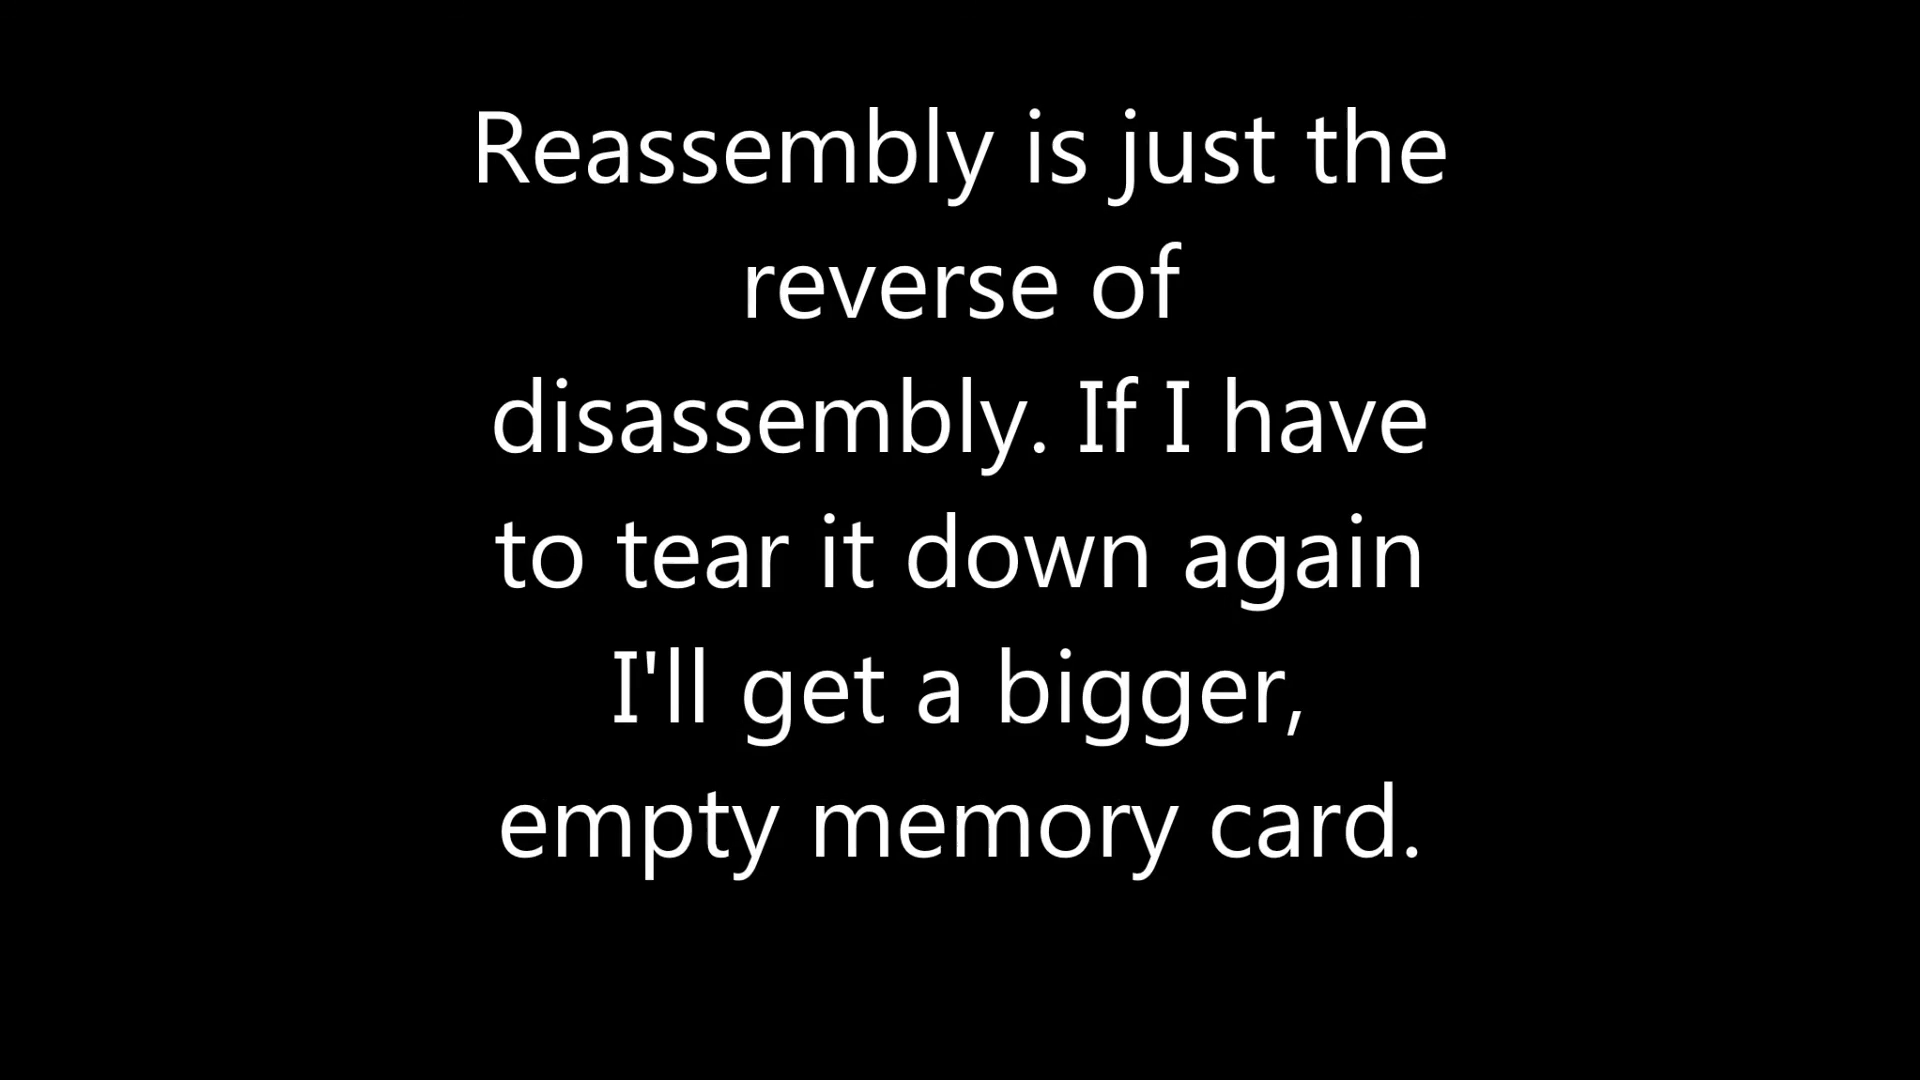 Reassembly is just the
reverse of
disassembly. If I have
to tear it down again
I'll get a bigger,
empty memory card.